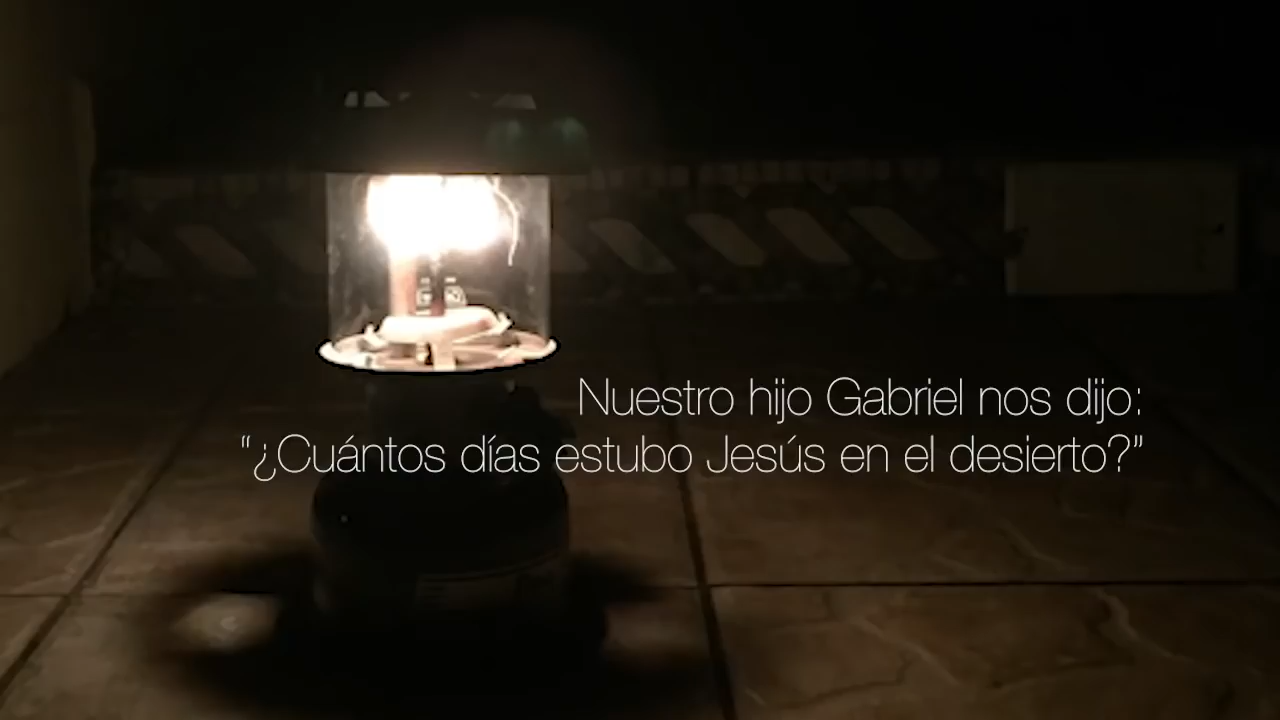 Nuestro hijo Gabriel nos dijo:
“¿Cuántos días estubo Jesús en el desierto?”